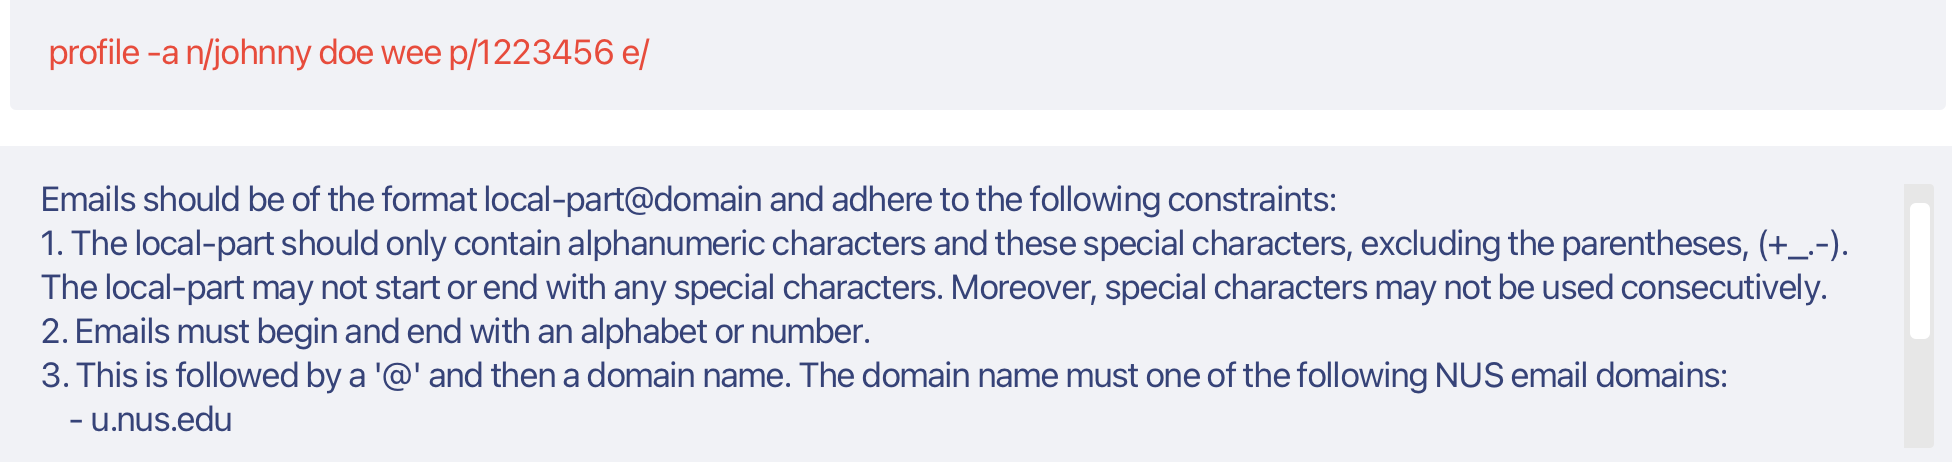 profile -a n/johnny doe wee p/1223456 e/
Emails should be of the format local-part@domain and adhere to the following constraints:
1. The local-part should only contain alphanumeric characters and these special characters, excluding the parentheses, (+_.-).
The local-part may not start or end with any special characters. Moreover, special characters may not be used consecutively.
2. Emails must begin and end with an alphabet or number.
3. This is followed by a '@' and then a domain name. The domain name must one of the following NUS email domains:
- u.nus.edu